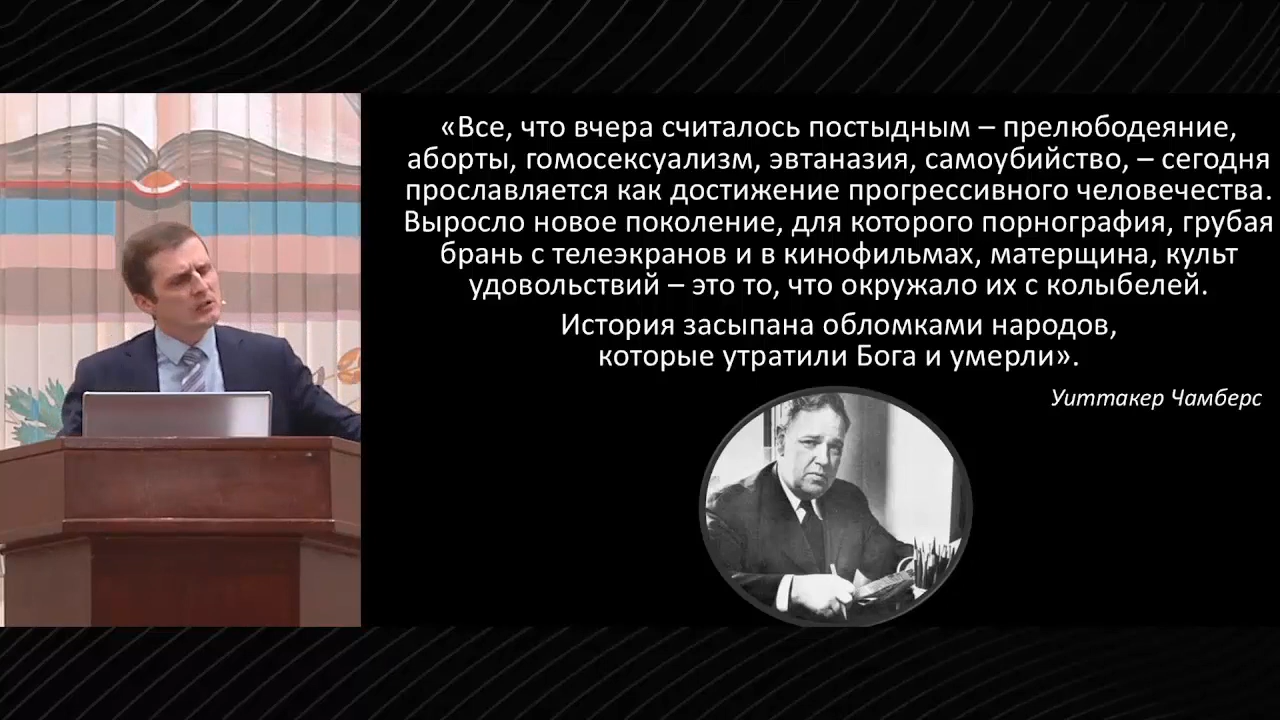 «Все, что вчера считалось постыдным – прелюбодеяние,
аборты, гомосексуализм, эвтаназия, самоубийство, – сегодня
прославляется как достижение прогрессивного человечества.
Выросло новое поколение, для которого порнография, грубая
брань с телеэкранов и в кинофильмах, матерщина, культ
удовольствий – это то, что окружало их с колыбелей.
История засыпана обломками народов,
которые утратили Бога и умерли».
Уиттакер Чамберс